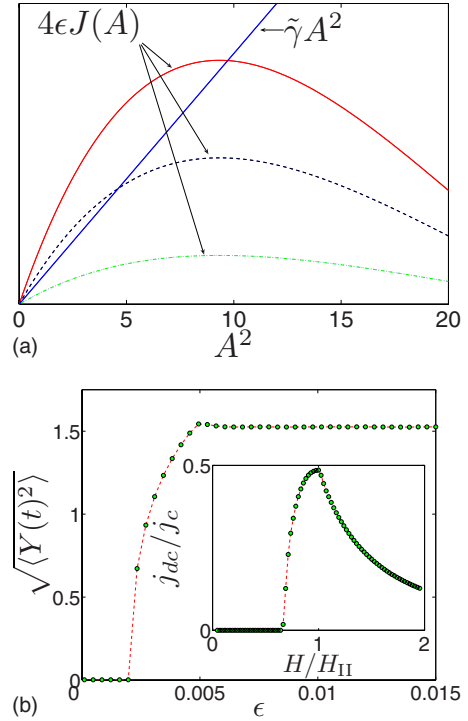 4ϵJ(A)
γ̃A²
0 5 10 15 20
(a)
A²
√⟨Y(t)²⟩
1.5
1
0.5
0
0 0.005 0.01 0.015
ϵ
(b)
j_dc/j_c
0.5
0
0 1 2
H/H_II